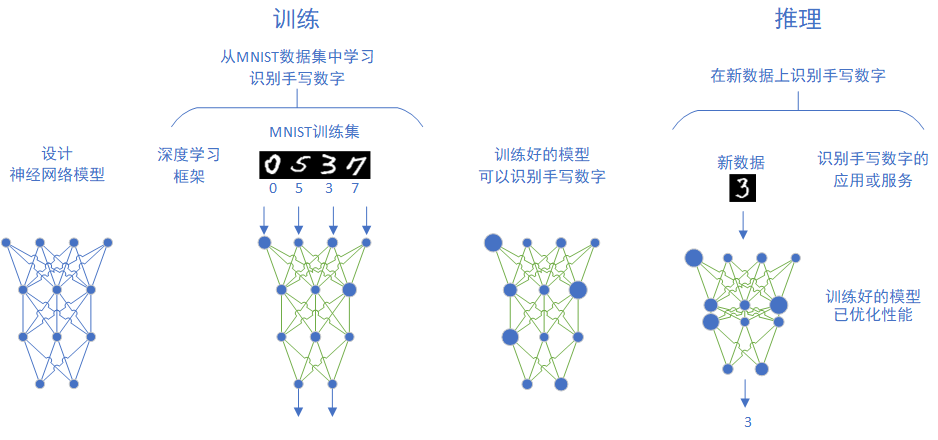 训练
从MNIST数据集中学习
识别手写数字
设计
神经网络模型
深度学习
框架
MNIST训练集
0 5 3 7
0 5 3 7
训练好的模型
可以识别手写数字
推理
在新数据上识别手写数字
新数据
3
识别手写数字的
应用或服务
训练好的模型
已优化性能
3